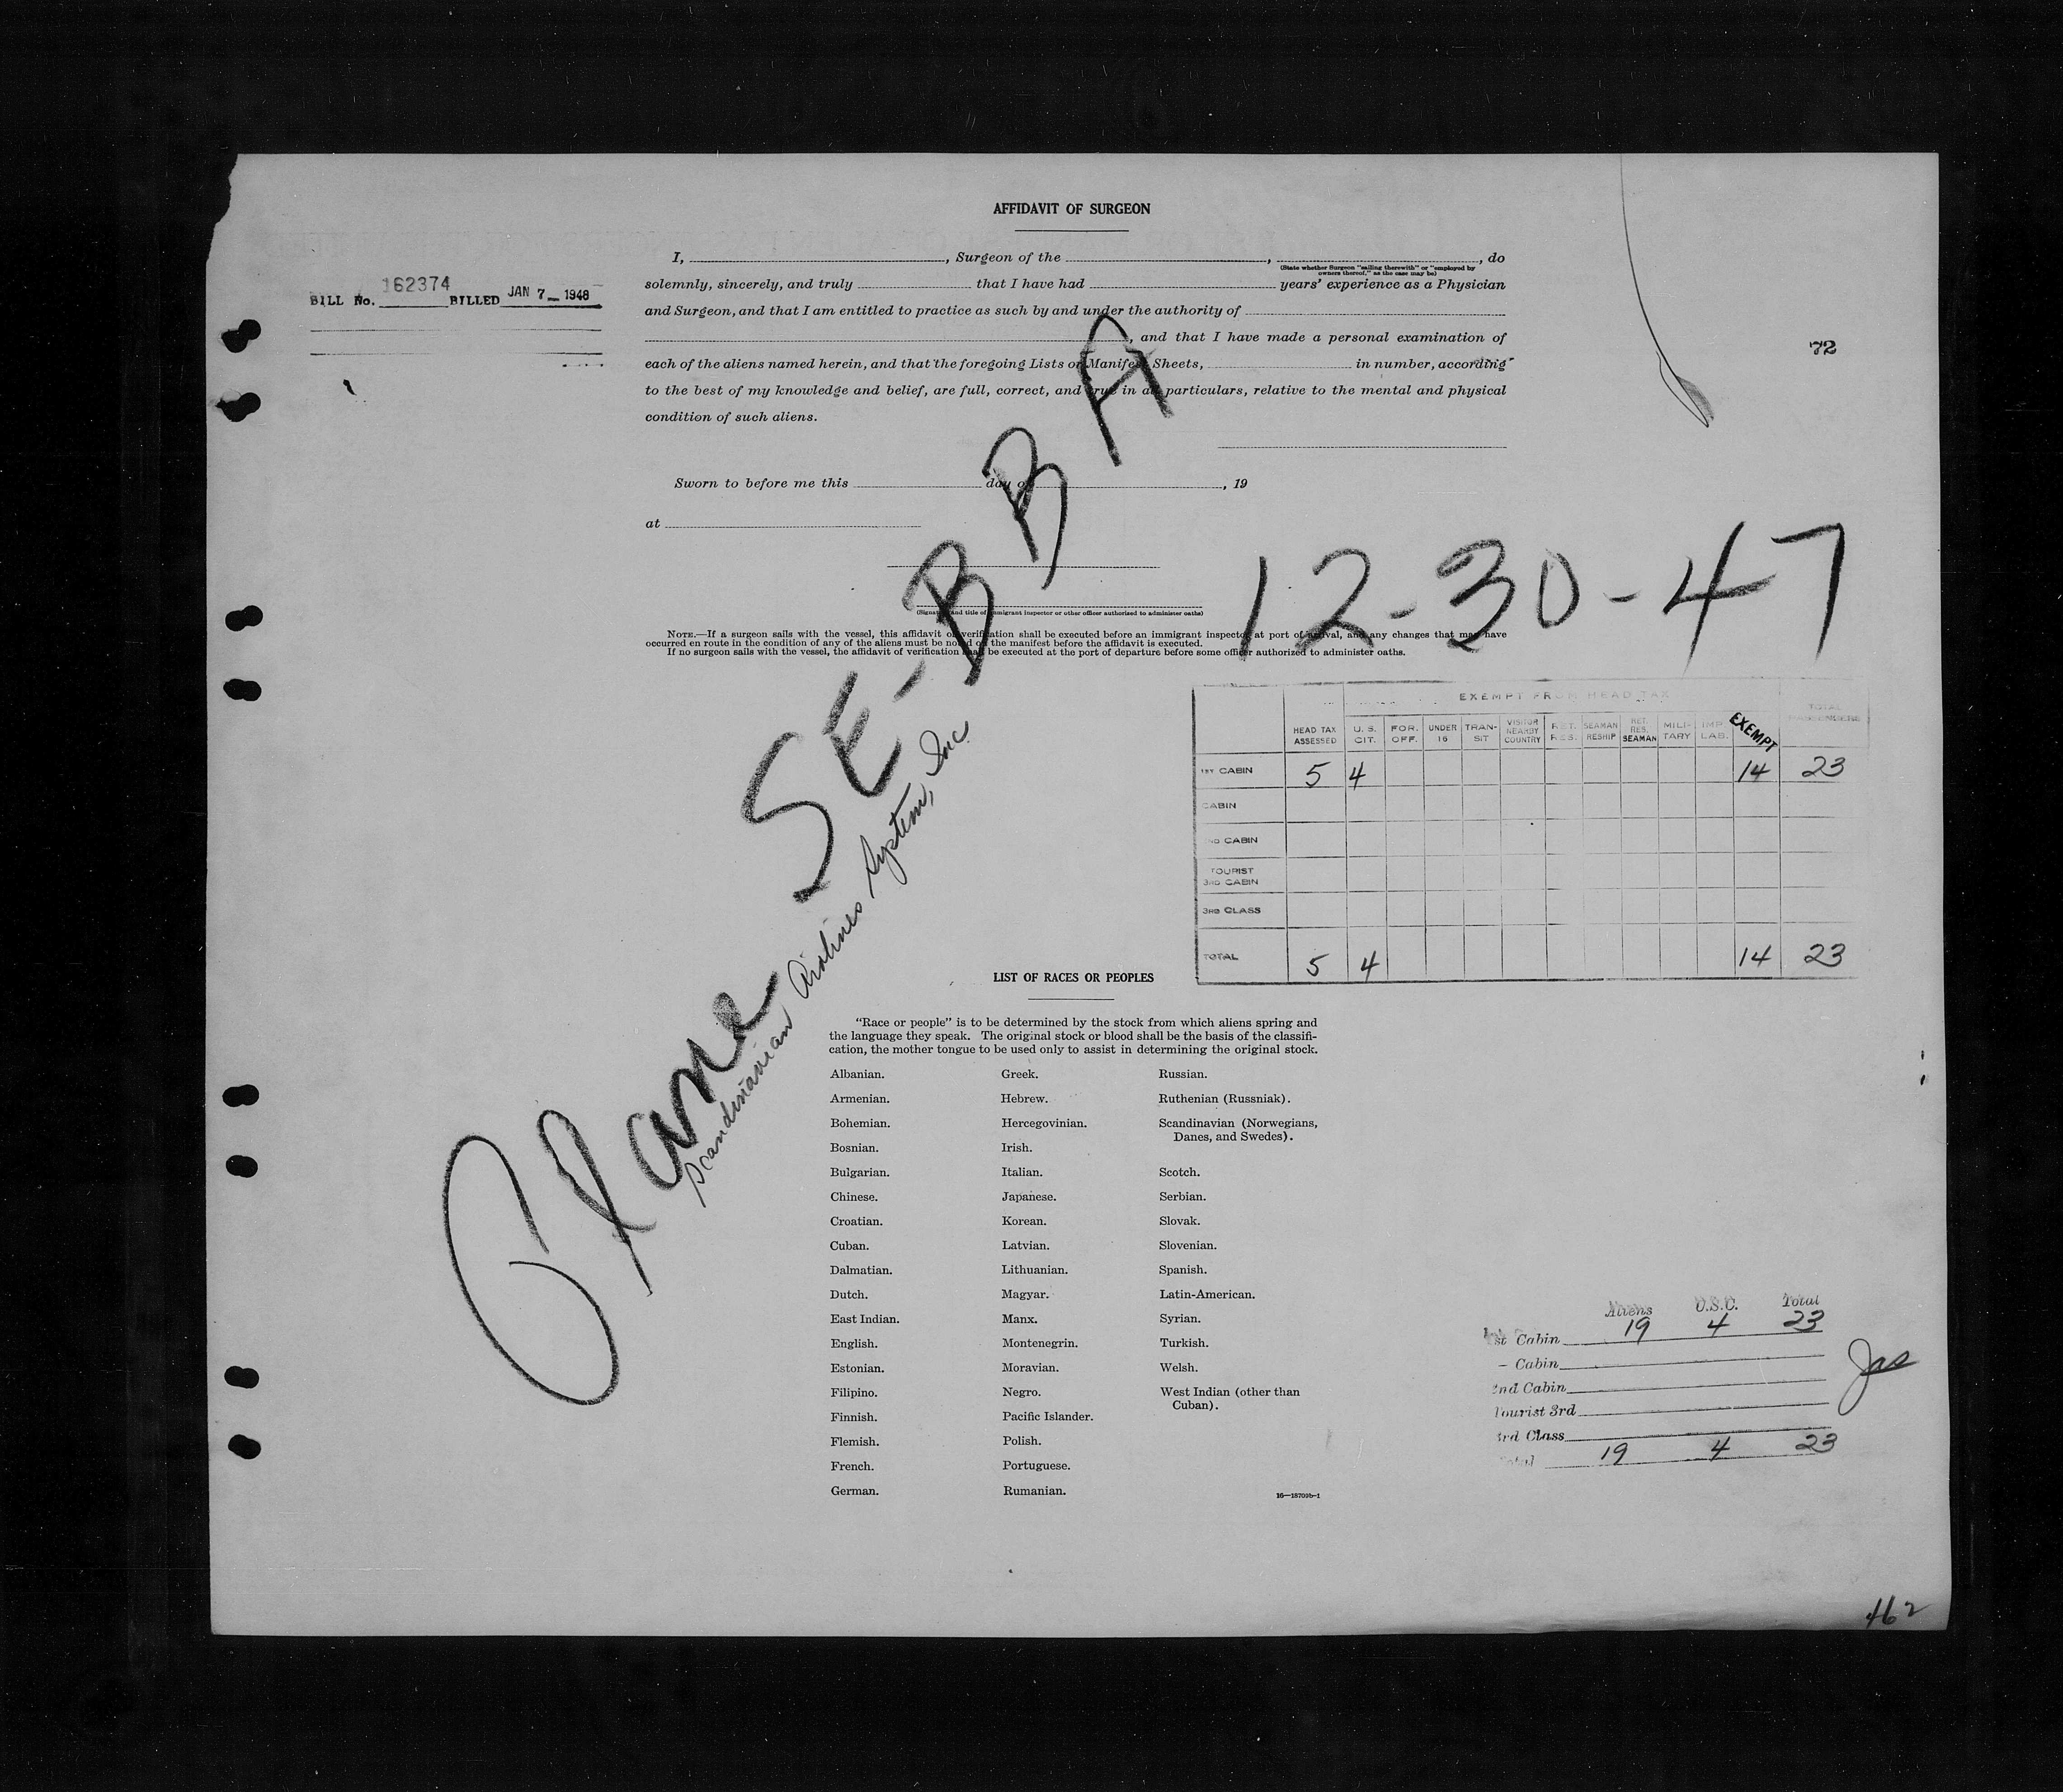 AFFIDAVIT OF SURGEON
I, , Surgeon of the , , do
(State whether Surgeon "sailing therewith" or "employed by
owners thereof," as the case may be)
solemnly, sincerely, and truly that I have had years' experience as a Physician
and Surgeon, and that I am entitled to practice as such by and under the authority of
, and that I have made a personal examination of
each of the aliens named herein, and that the foregoing Lists or Manifest Sheets, in number, according
to the best of my knowledge and belief, are full, correct, and true in all particulars, relative to the mental and physical
condition of such aliens.
BILL No. 162374 BILLED JAN 7 - 1948
72
Sworn to before me this day of , 19
at
(Signature and title of immigrant inspector or other officer authorized to administer oaths)
NOTE.—If a surgeon sails with the vessel, this affidavit of verification shall be executed before an immigrant inspector at port of arrival, and any changes that may have
occurred en route in the condition of any of the aliens must be noted on the manifest before the affidavit is executed.
If no surgeon sails with the vessel, the affidavit of verification shall be executed at the port of departure before some officer authorized to administer oaths.
Plane SE-BBA
Scandinavian Airlines System, Inc
12-30-47
EXEMPT FROM HEAD TAX
HEAD TAX ASSESSED U. S. CIT. FOR. OFF. UNDER 16 TRAN-SIT VISITOR NEARBY COUNTRY RET. RES. SEAMAN RESHIP RET. RES. SEAMAN MILI-TARY IMP. LAB. EXEMPT TOTAL PASSENGERS
1ST CABIN 5 4 14 23
CABIN
2ND CABIN
TOURIST
3RD CABIN
3RD CLASS
TOTAL 5 4 14 23
LIST OF RACES OR PEOPLES
"Race or people" is to be determined by the stock from which aliens spring and
the language they speak. The original stock or blood shall be the basis of the classifi-
cation, the mother tongue to be used only to assist in determining the original stock.
Albanian.
Armenian.
Bohemian.
Bosnian.
Bulgarian.
Chinese.
Croatian.
Cuban.
Dalmatian.
Dutch.
East Indian.
English.
Estonian.
Filipino.
Finnish.
Flemish.
French.
German.
Greek.
Hebrew.
Hercegovinian.
Irish.
Italian.
Japanese.
Korean.
Latvian.
Lithuanian.
Magyar.
Manx.
Montenegrin.
Moravian.
Negro.
Pacific Islander.
Polish.
Portuguese.
Rumanian.
Russian.
Ruthenian (Russniak).
Scandinavian (Norwegians,
Danes, and Swedes).
Scotch.
Serbian.
Slovak.
Slovenian.
Spanish.
Latin-American.
Syrian.
Turkish.
Welsh.
West Indian (other than
Cuban).
16—18700b-1
Aliens U.S.C. Total
1st Cabin 19 4 23
- Cabin
2nd Cabin
Tourist 3rd
3rd Class
Total 19 4 23
Jas
462